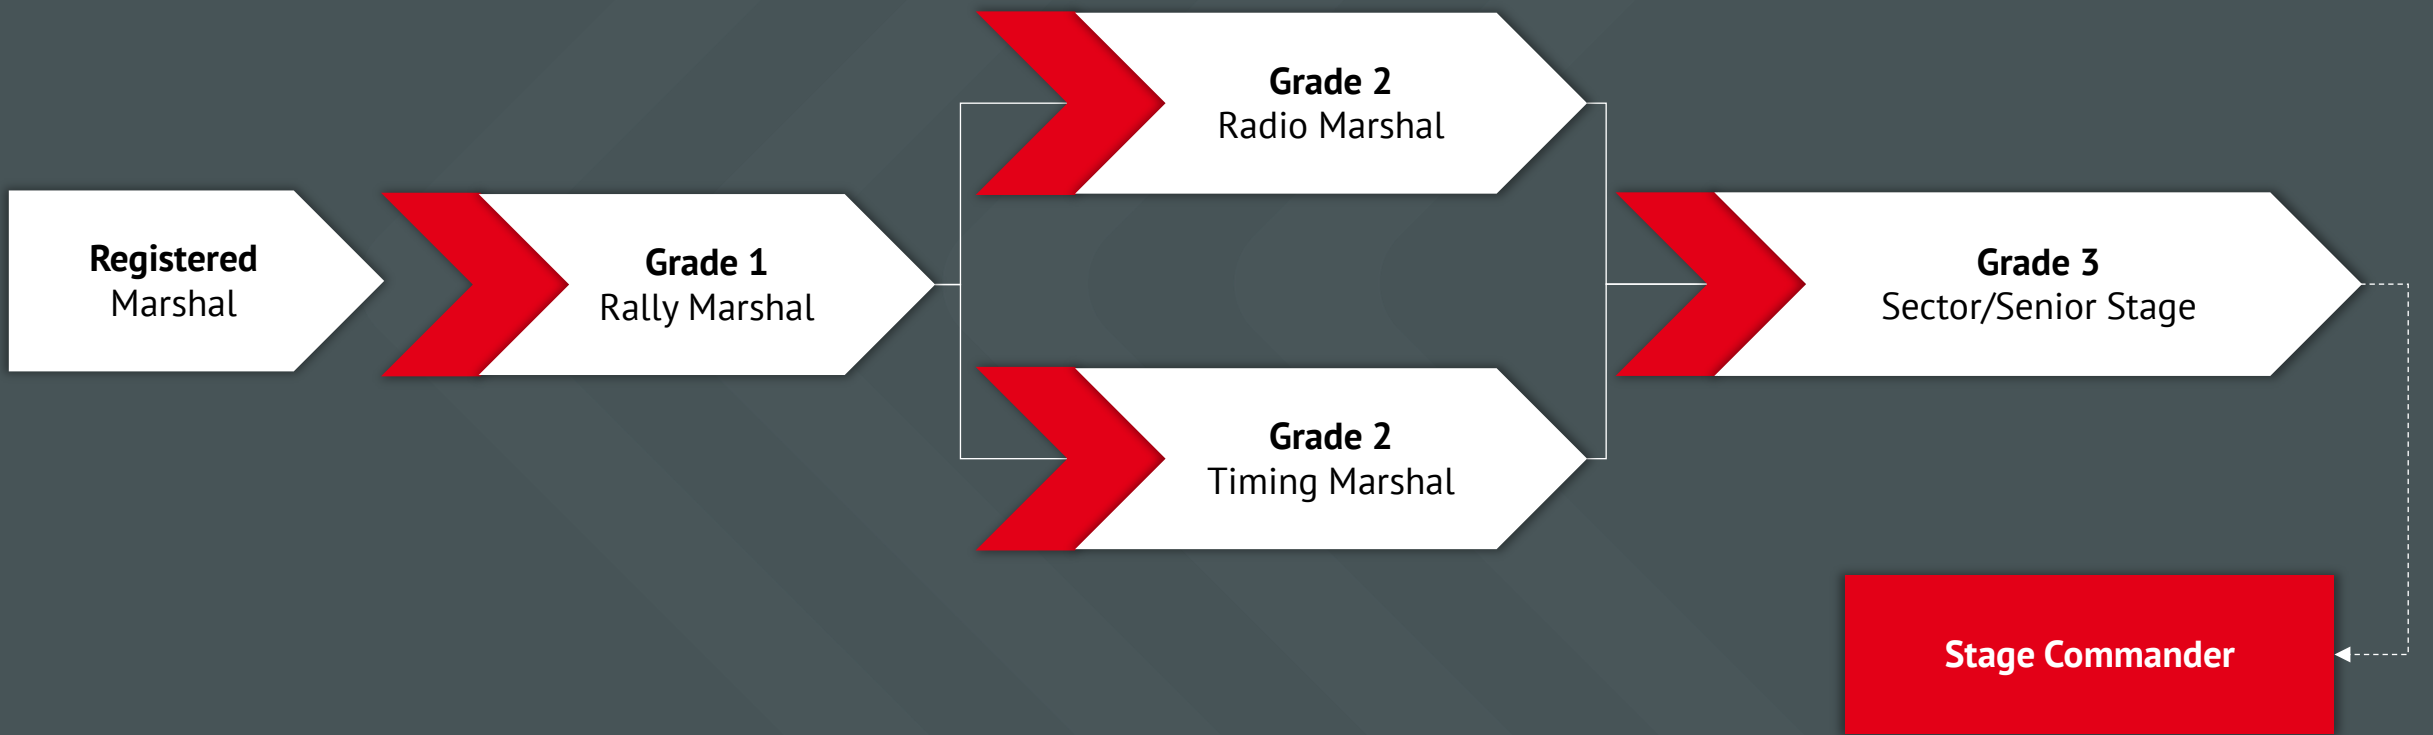 Registered
Marshal
Grade 1
Rally Marshal
Grade 2
Radio Marshal
Grade 2
Timing Marshal
Grade 3
Sector/Senior Stage
Stage Commander